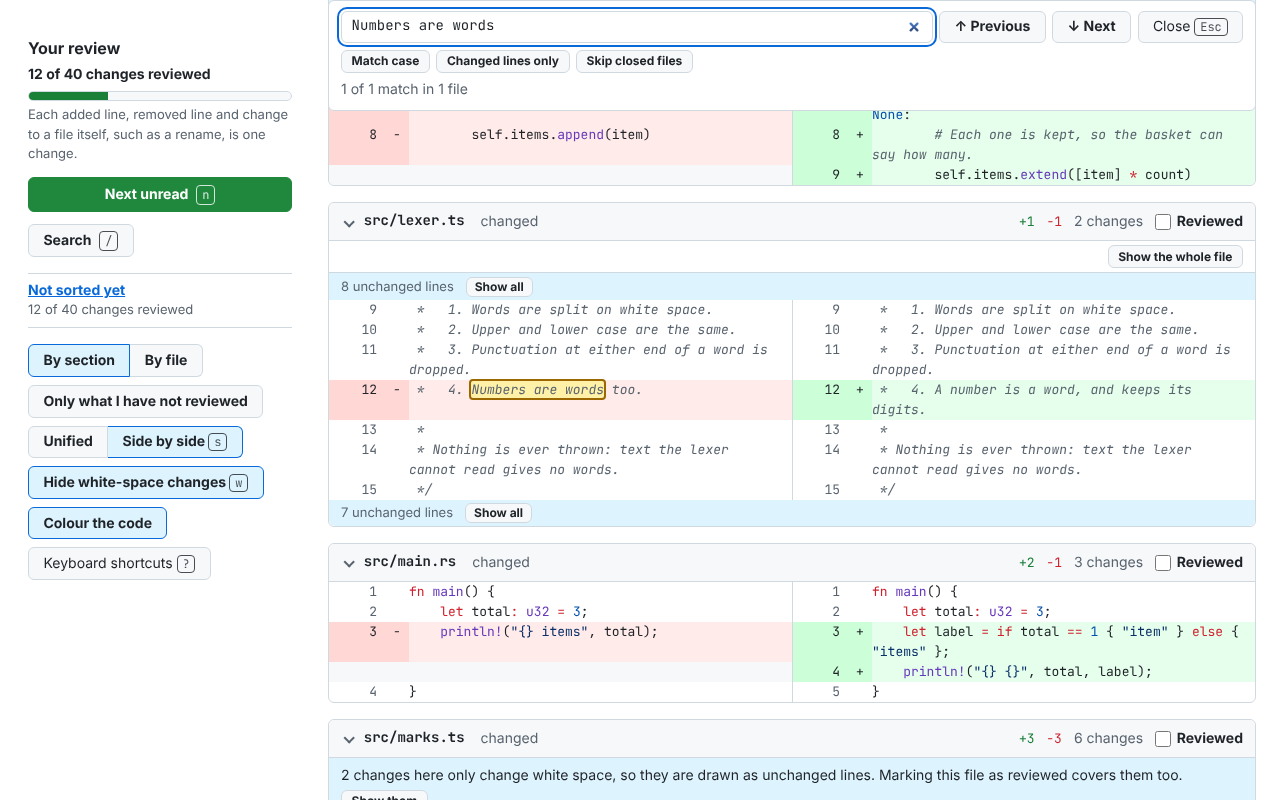 Your review
12 of 40 changes reviewed
Each added line, removed line and change
to a file itself, such as a rename, is one
change.
Next unread n
Search /
Not sorted yet
12 of 40 changes reviewed
By section By file
Only what I have not reviewed
Unified Side by side s
Hide white-space changes w
Colour the code
Keyboard shortcuts ?
Numbers are words × ↑ Previous ↓ Next Close Esc
Match case Changed lines only Skip closed files
1 of 1 match in 1 file
None:
8 - self.items.append(item) 8 + # Each one is kept, so the basket can
say how many.
9 + self.items.extend([item] * count)
src/lexer.ts changed +1 -1 2 changes Reviewed
Show the whole file
8 unchanged lines Show all
9 * 1. Words are split on white space. 9 * 1. Words are split on white space.
10 * 2. Upper and lower case are the same. 10 * 2. Upper and lower case are the same.
11 * 3. Punctuation at either end of a word is 11 * 3. Punctuation at either end of a word is
dropped. dropped.
12 - * 4. Numbers are words too. 12 + * 4. A number is a word, and keeps its
digits.
13 * 13 *
14 * Nothing is ever thrown: text the lexer 14 * Nothing is ever thrown: text the lexer
cannot read gives no words. cannot read gives no words.
15 */ 15 */
7 unchanged lines Show all
src/main.rs changed +2 -1 3 changes Reviewed
1 fn main() { 1 fn main() {
2 let total: u32 = 3; 2 let total: u32 = 3;
3 - println!("{} items", total); 3 + let label = if total == 1 { "item" } else {
"items" };
4 + println!("{} {}", total, label);
4 } 5 }
src/marks.ts changed +3 -3 6 changes Reviewed
2 changes here only change white space, so they are drawn as unchanged lines. Marking this file as reviewed covers them too.
Show them